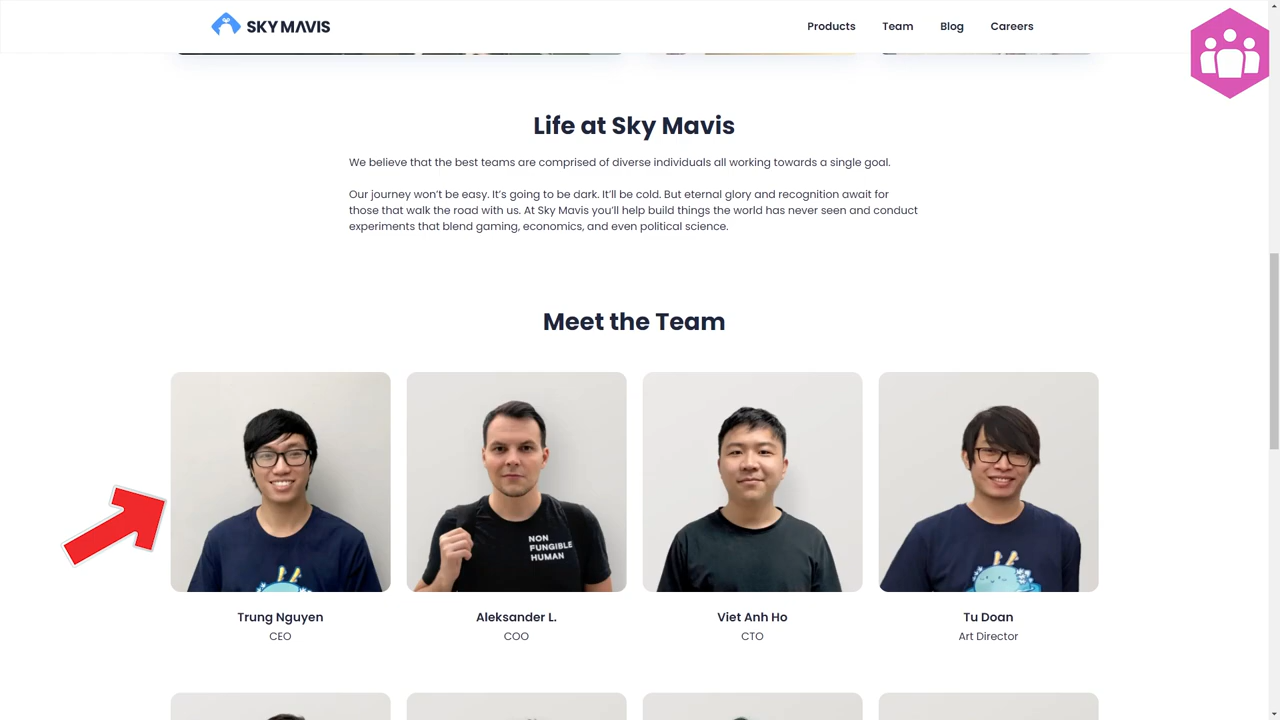 SKY MAVIS
Products
Team
Blog
Careers
Life at Sky Mavis
We believe that the best teams are comprised of diverse individuals all working towards a single goal.
Our journey won't be easy. It's going to be dark. It'll be cold. But eternal glory and recognition await for
those that walk the road with us. At Sky Mavis you'll help build things the world has never seen and conduct
experiments that blend gaming, economics, and even political science.
Meet the Team
NON
FUNGIBLE
HUMAN
Trung Nguyen
CEO
Aleksander L.
COO
Viet Anh Ho
CTO
Tu Doan
Art Director